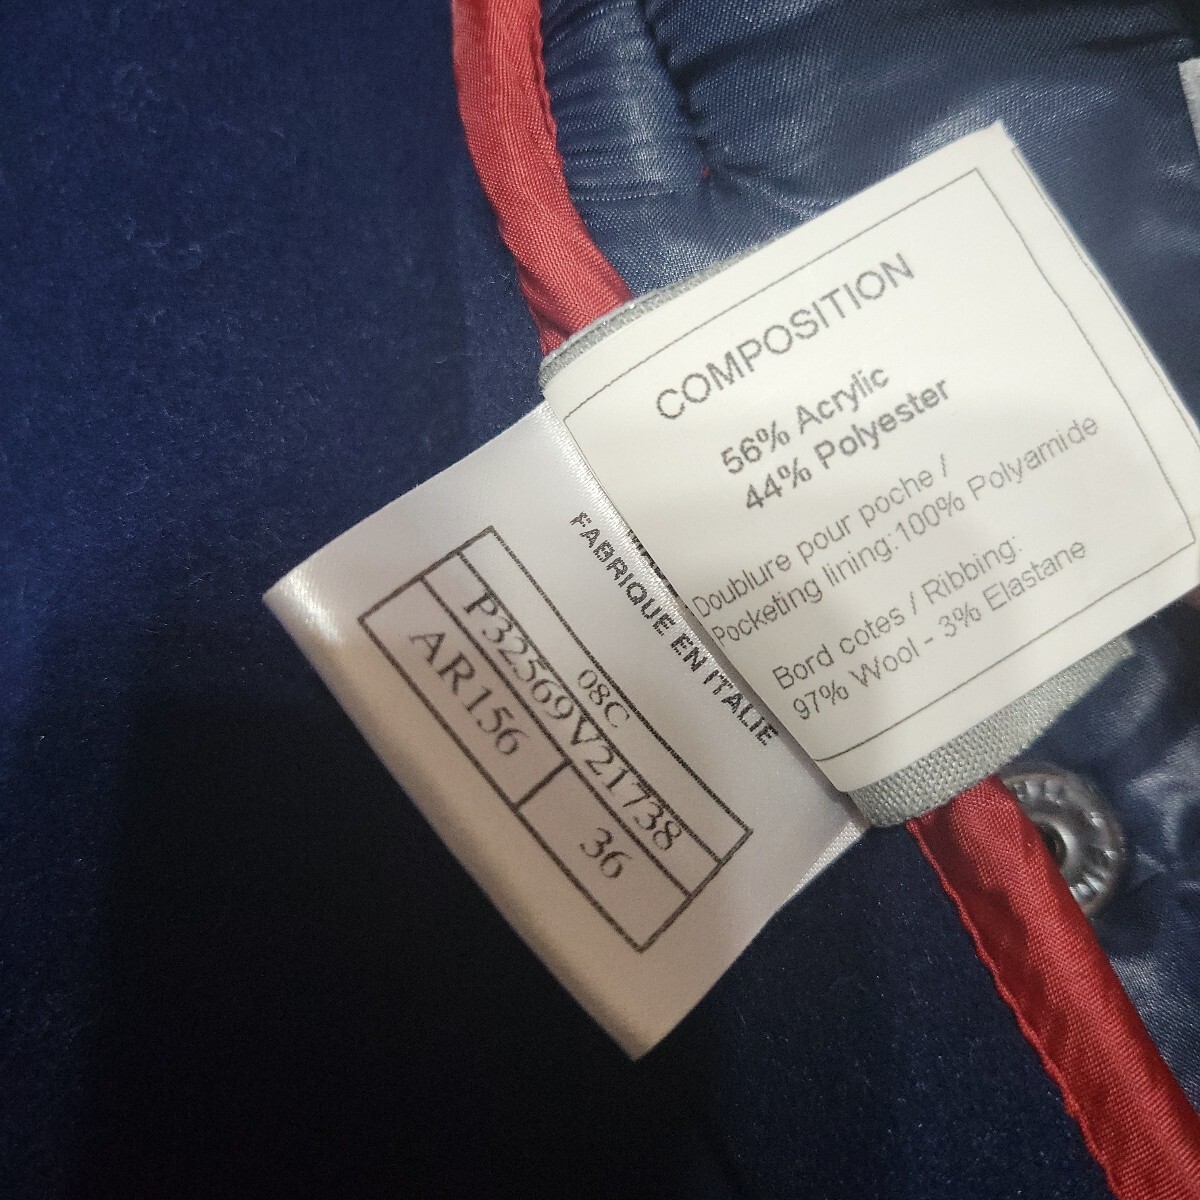 COMPOSITION
56% Acrylic
44% Polyester
Doublure pour poche /
Pocketing lining:100% Polyamide
Bord cotes / Ribbing:
97% Wool - 3% Elastane
FABRIQUE EN ITALIE
08C
P32569V21738
AR156
36